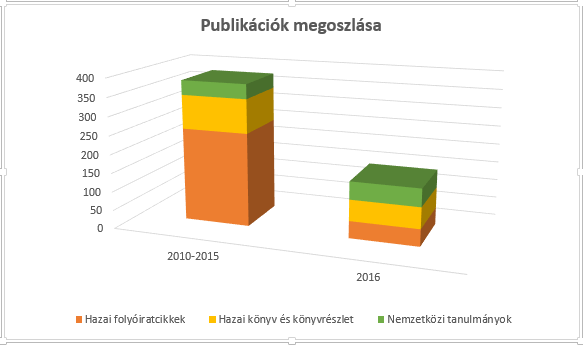 Publikációk megoszlása
400
350
300
250
200
150
100
50
0
2010-2015
2016
Hazai folyóiratcikkek
Hazai könyv és könyvrészlet
Nemzetközi tanulmányok